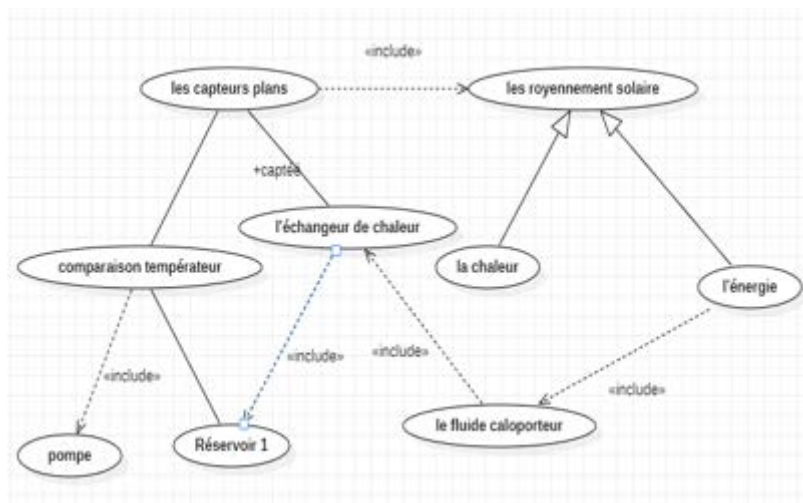 «include»
les capteurs plans
les royennement solaire
+captéé
l'échangeur de chaleur
comparaison températeur
la chaleur
l'énergie
«include»
«include»
«include»
«include»
le fluide caloporteur
Réservoir 1
pompe